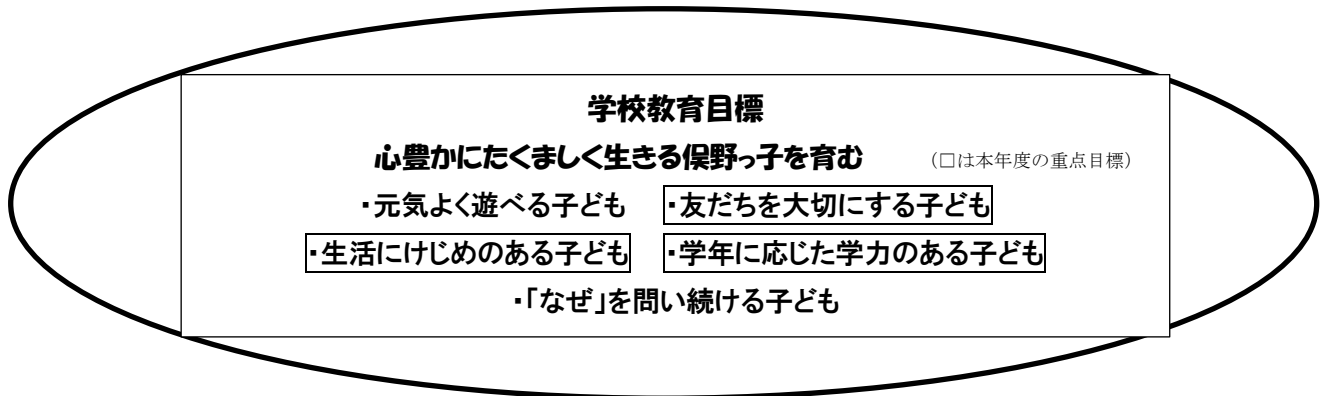 学校教育目標
心豊かにたくましく生きる俣野っ子を育む （□は本年度の重点目標）
・元気よく遊べる子ども ・友だちを大切にする子ども
・生活にけじめのある子ども ・学年に応じた学力のある子ども
・「なぜ」を問い続ける子ども